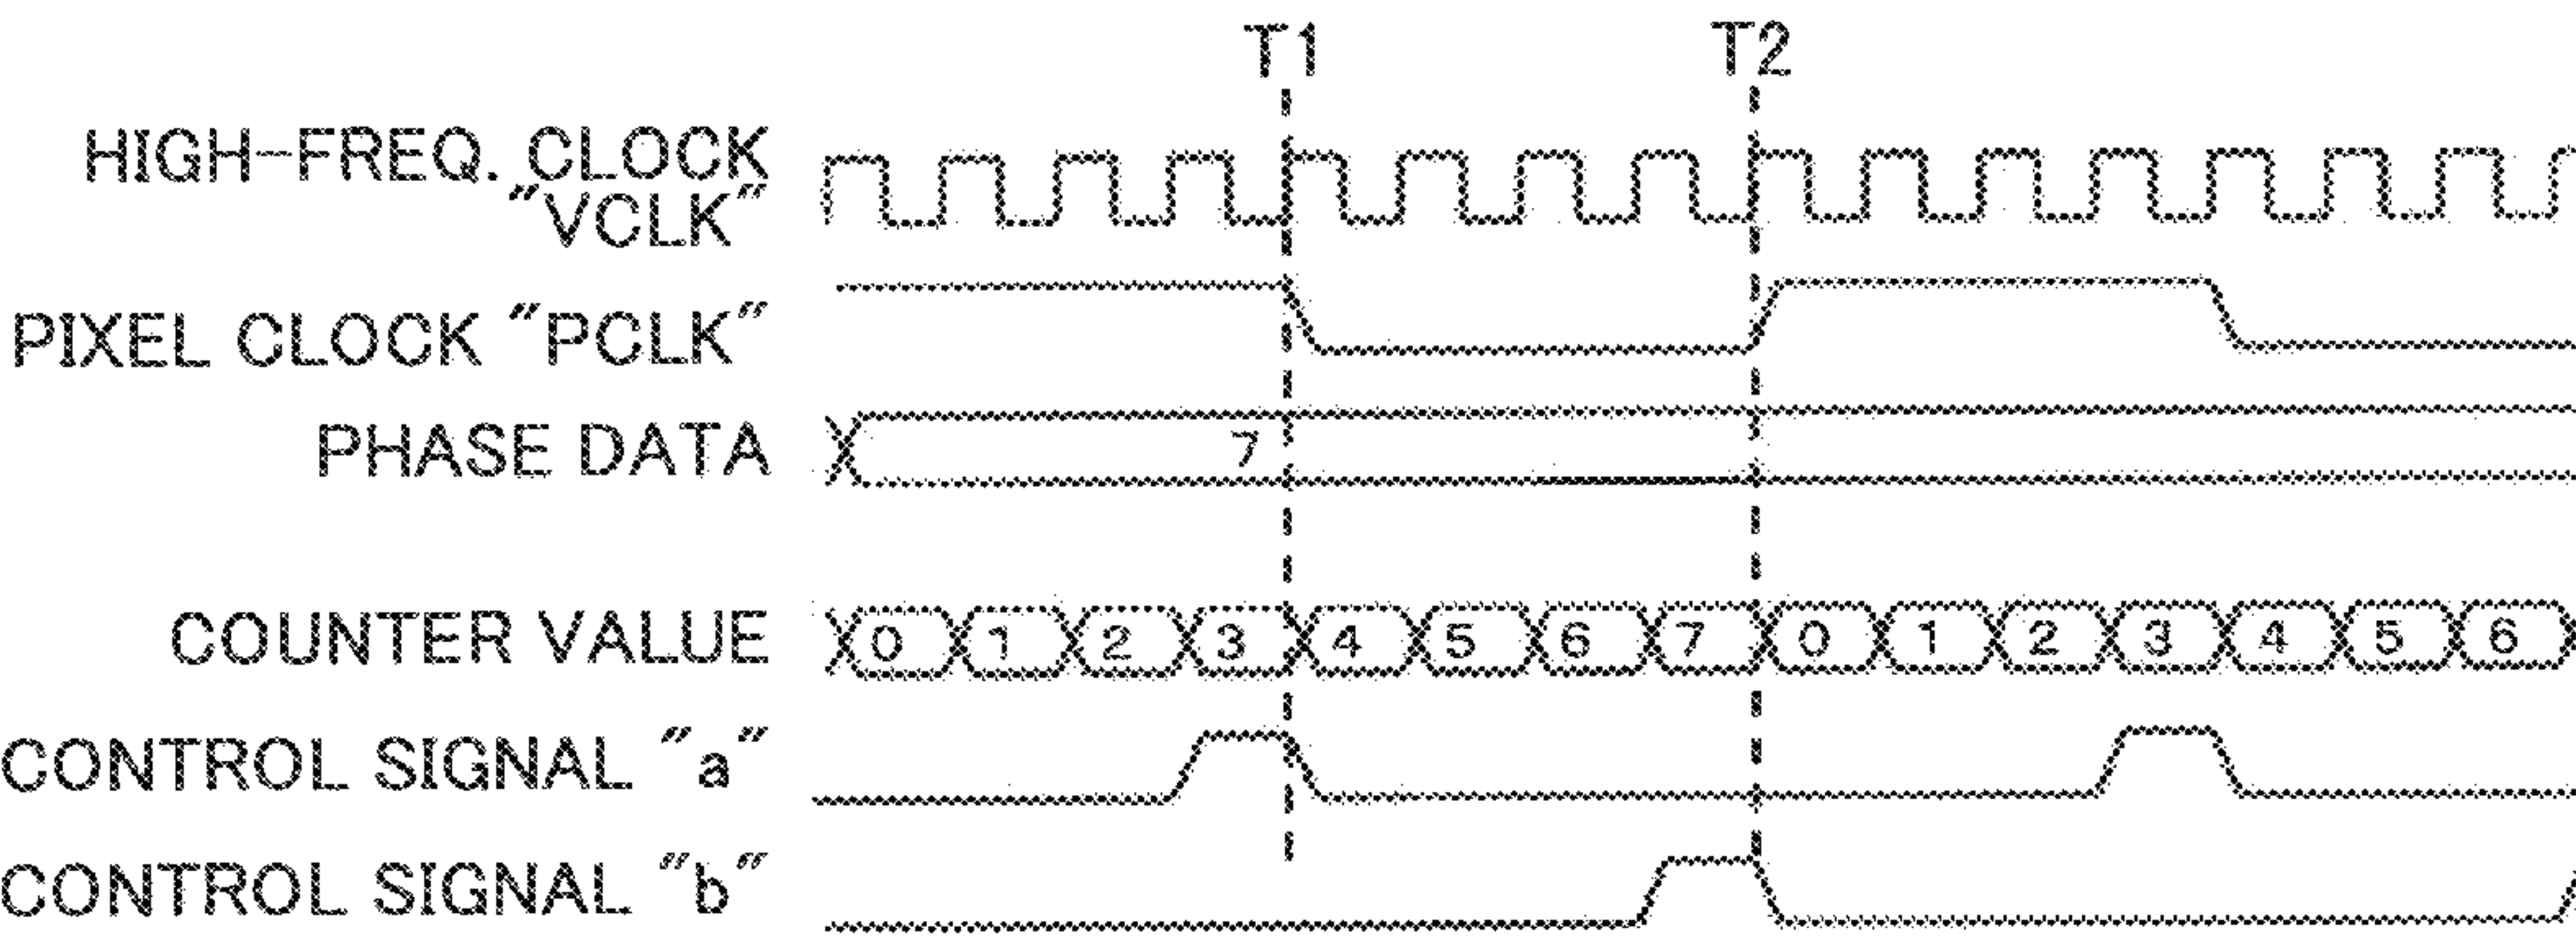 T1 T2
HIGH-FREQ. CLOCK
"VCLK"
PIXEL CLOCK "PCLK"
PHASE DATA 7
COUNTER VALUE 0 1 2 3 4 5 6 7 0 1 2 3 4 5 6
CONTROL SIGNAL "a"
CONTROL SIGNAL "b"